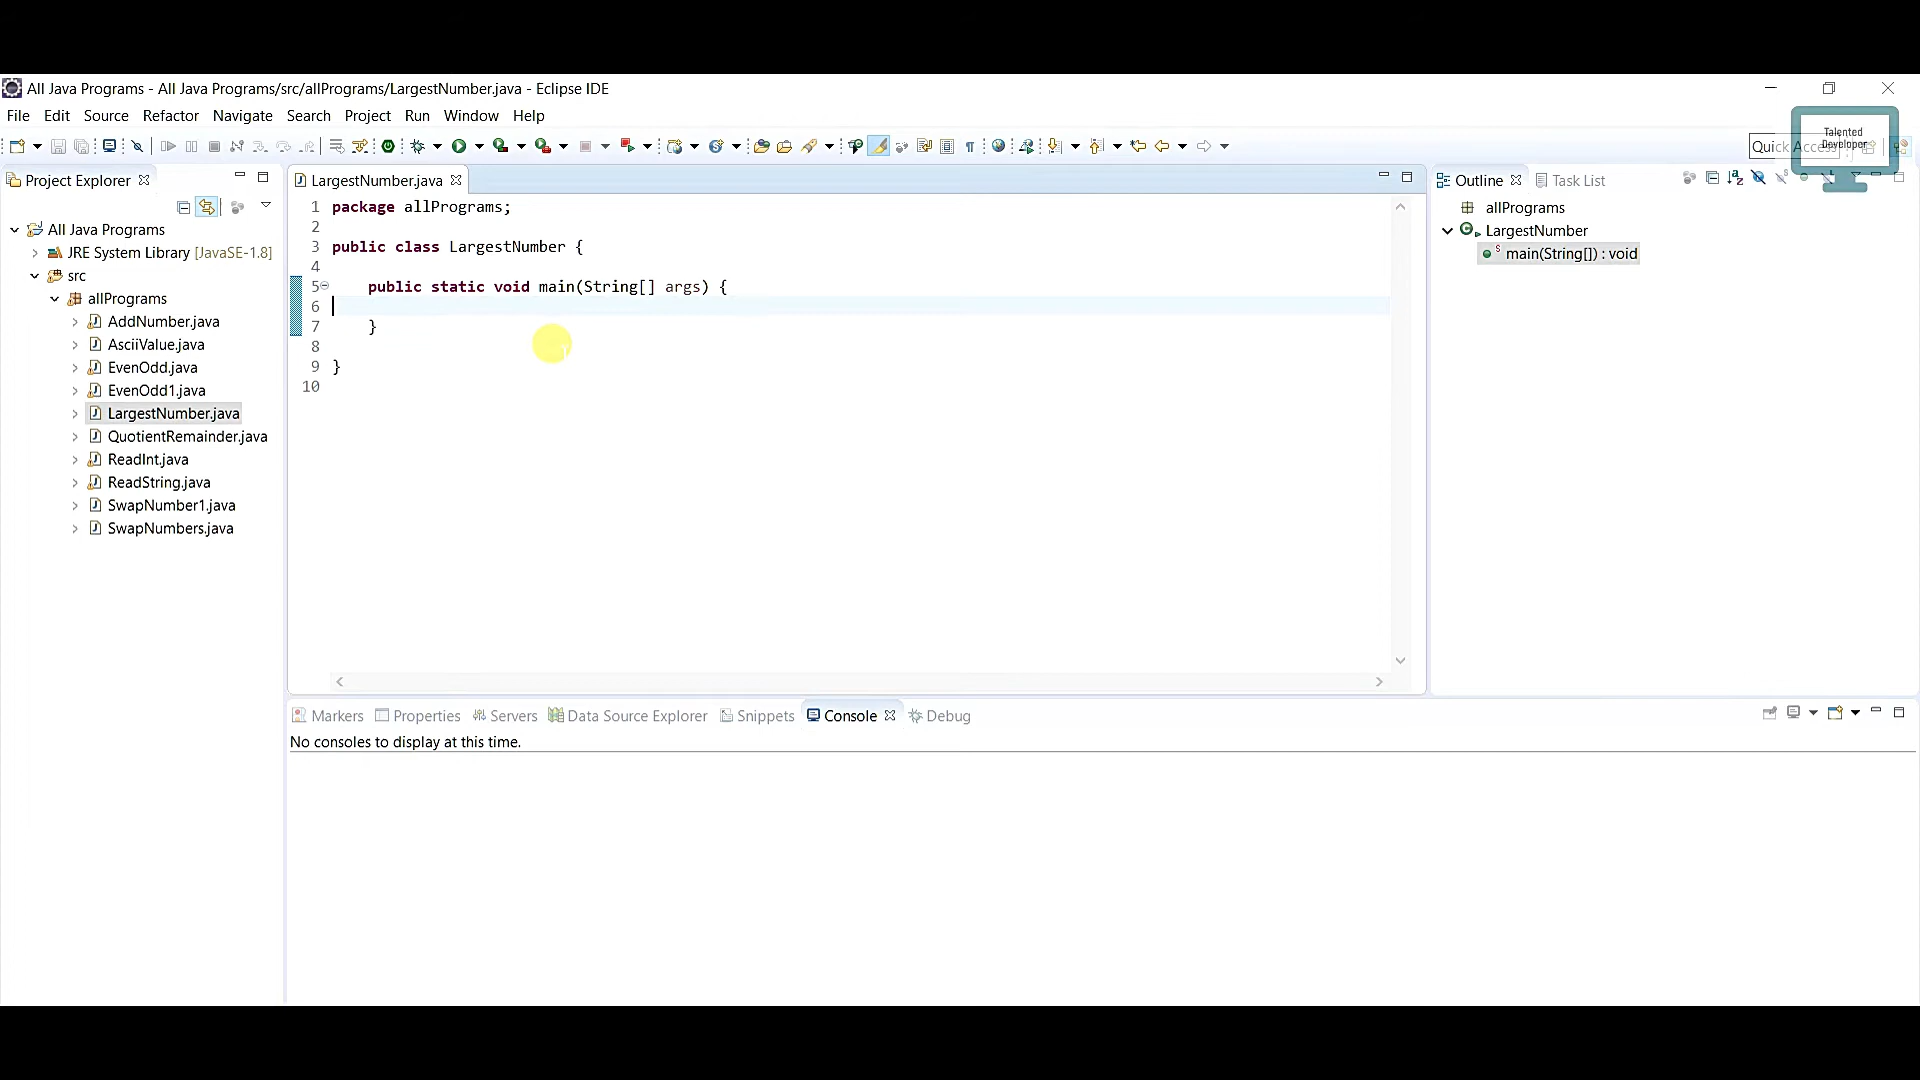 All Java Programs - All Java Programs/src/allPrograms/LargestNumber.java - Eclipse IDE
File Edit Source Refactor Navigate Search Project Run Window Help
Quick Access
Talented
Developer
Project Explorer
All Java Programs
JRE System Library [JavaSE-1.8]
src
allPrograms
AddNumber.java
AsciiValue.java
EvenOdd.java
EvenOdd1.java
LargestNumber.java
QuotientRemainder.java
ReadInt.java
ReadString.java
SwapNumber1.java
SwapNumbers.java
LargestNumber.java
1 package allPrograms;
2
3 public class LargestNumber {
4
5 public static void main(String[] args) {
6
7 }
8
9 }
10
Outline Task List
allPrograms
LargestNumber
main(String[]) : void
Markers Properties Servers Data Source Explorer Snippets Console Debug
No consoles to display at this time.